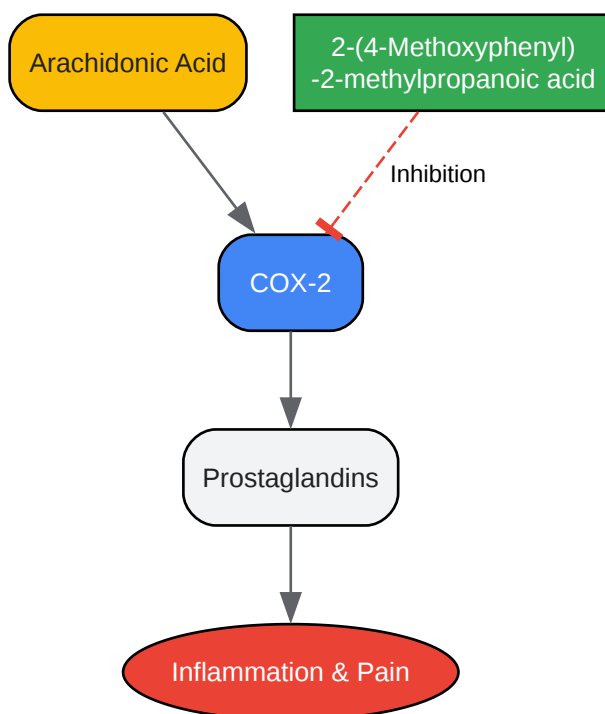 Arachidonic Acid
2-(4-Methoxyphenyl)
-2-methylpropanoic acid
Inhibition
COX-2
Prostaglandins
Inflammation & Pain